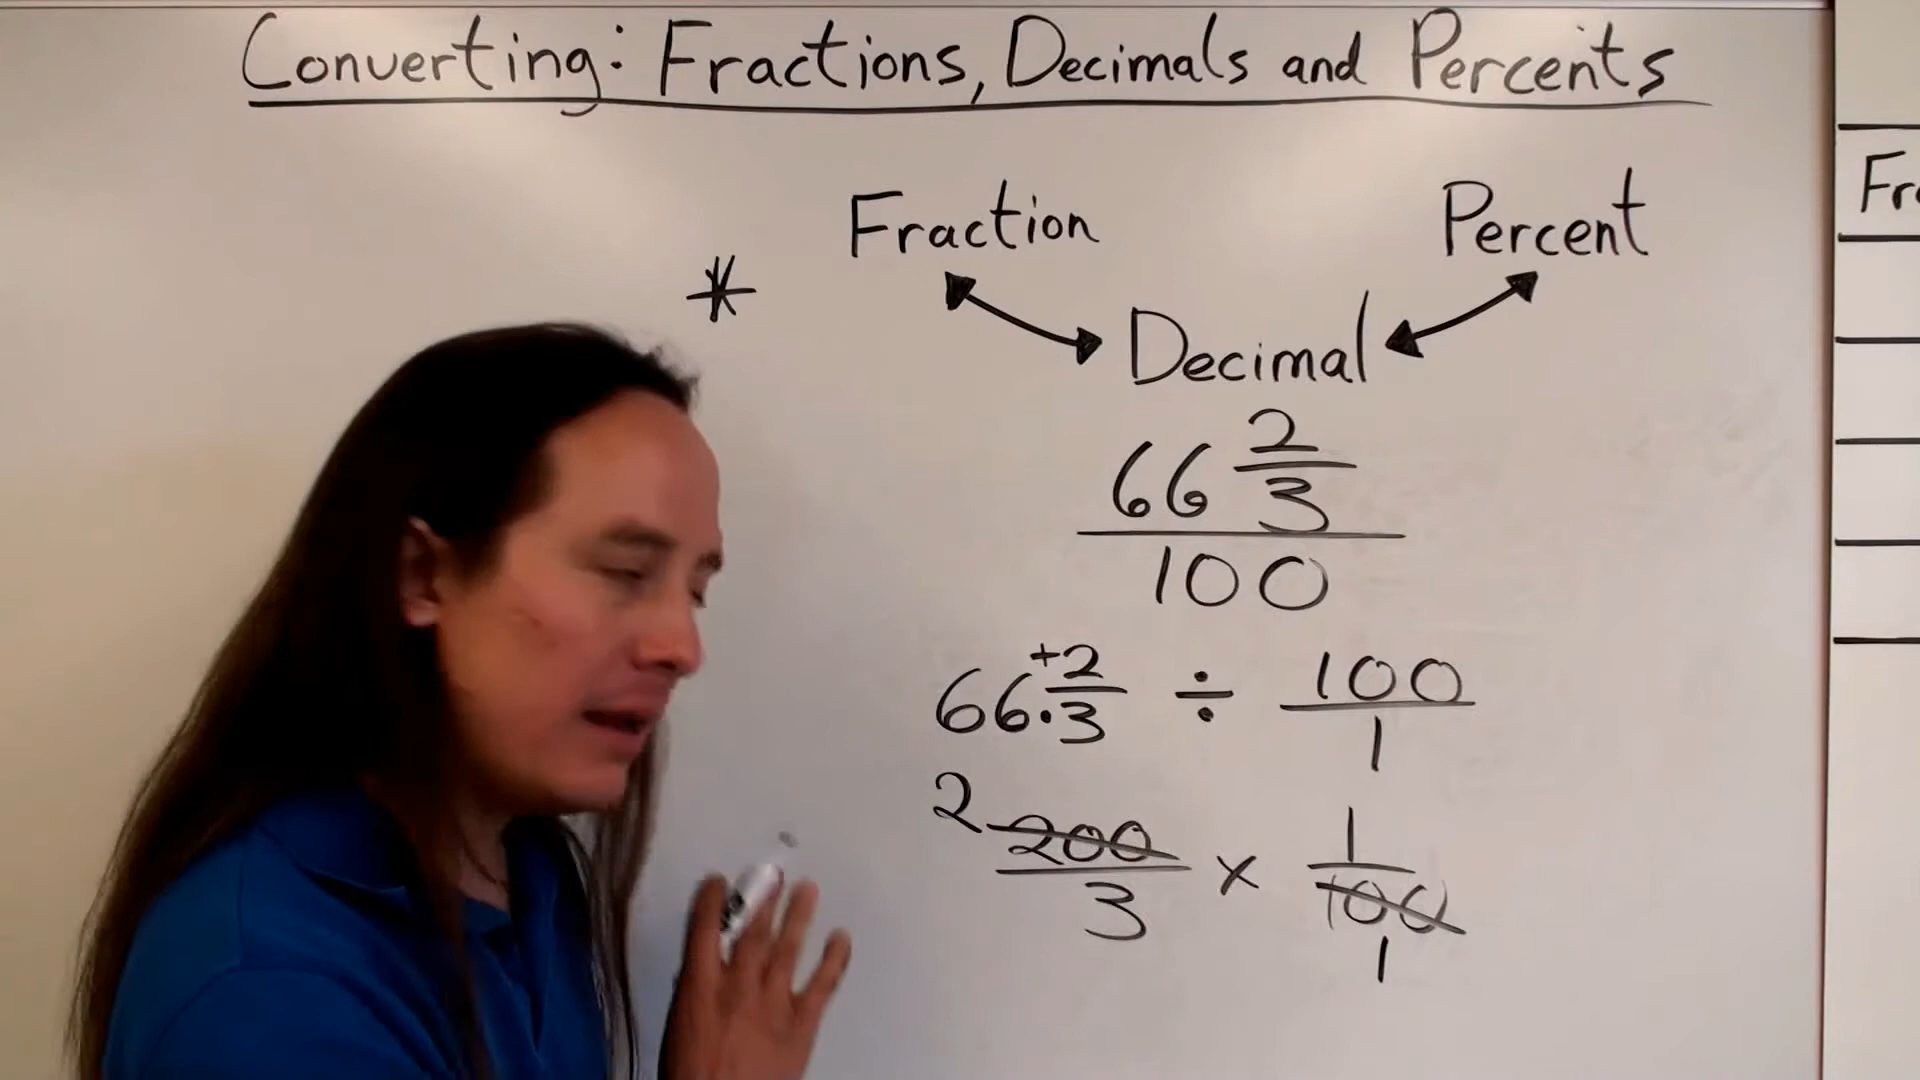 Converting: Fractions, Decimals and Percents
Fraction
Percent
Fr
*
Decimal
66 2/3
100
66 · + 2/3 ÷ 100/1
2 200/3 × 1/100
1